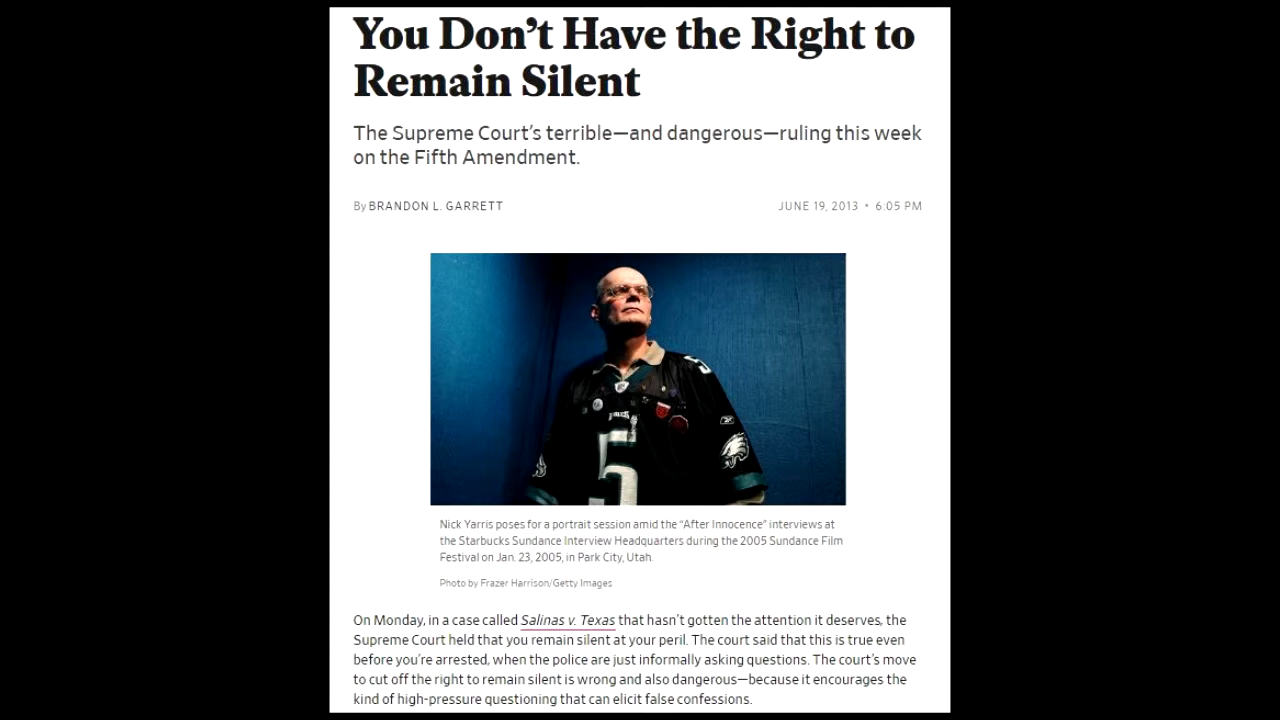 You Don't Have the Right to
Remain Silent
The Supreme Court's terrible—and dangerous—ruling this week
on the Fifth Amendment.
By BRANDON L. GARRETT
JUNE 19, 2013 • 6:05 PM
5
5
Nick Yarris poses for a portrait session amid the "After Innocence" interviews at
the Starbucks Sundance Interview Headquarters during the 2005 Sundance Film
Festival on Jan. 23, 2005, in Park City, Utah.
Photo by Frazer Harrison/Getty Images
On Monday, in a case called Salinas v. Texas that hasn't gotten the attention it deserves, the
Supreme Court held that you remain silent at your peril. The court said that this is true even
before you're arrested, when the police are just informally asking questions. The court's move
to cut off the right to remain silent is wrong and also dangerous—because it encourages the
kind of high-pressure questioning that can elicit false confessions.